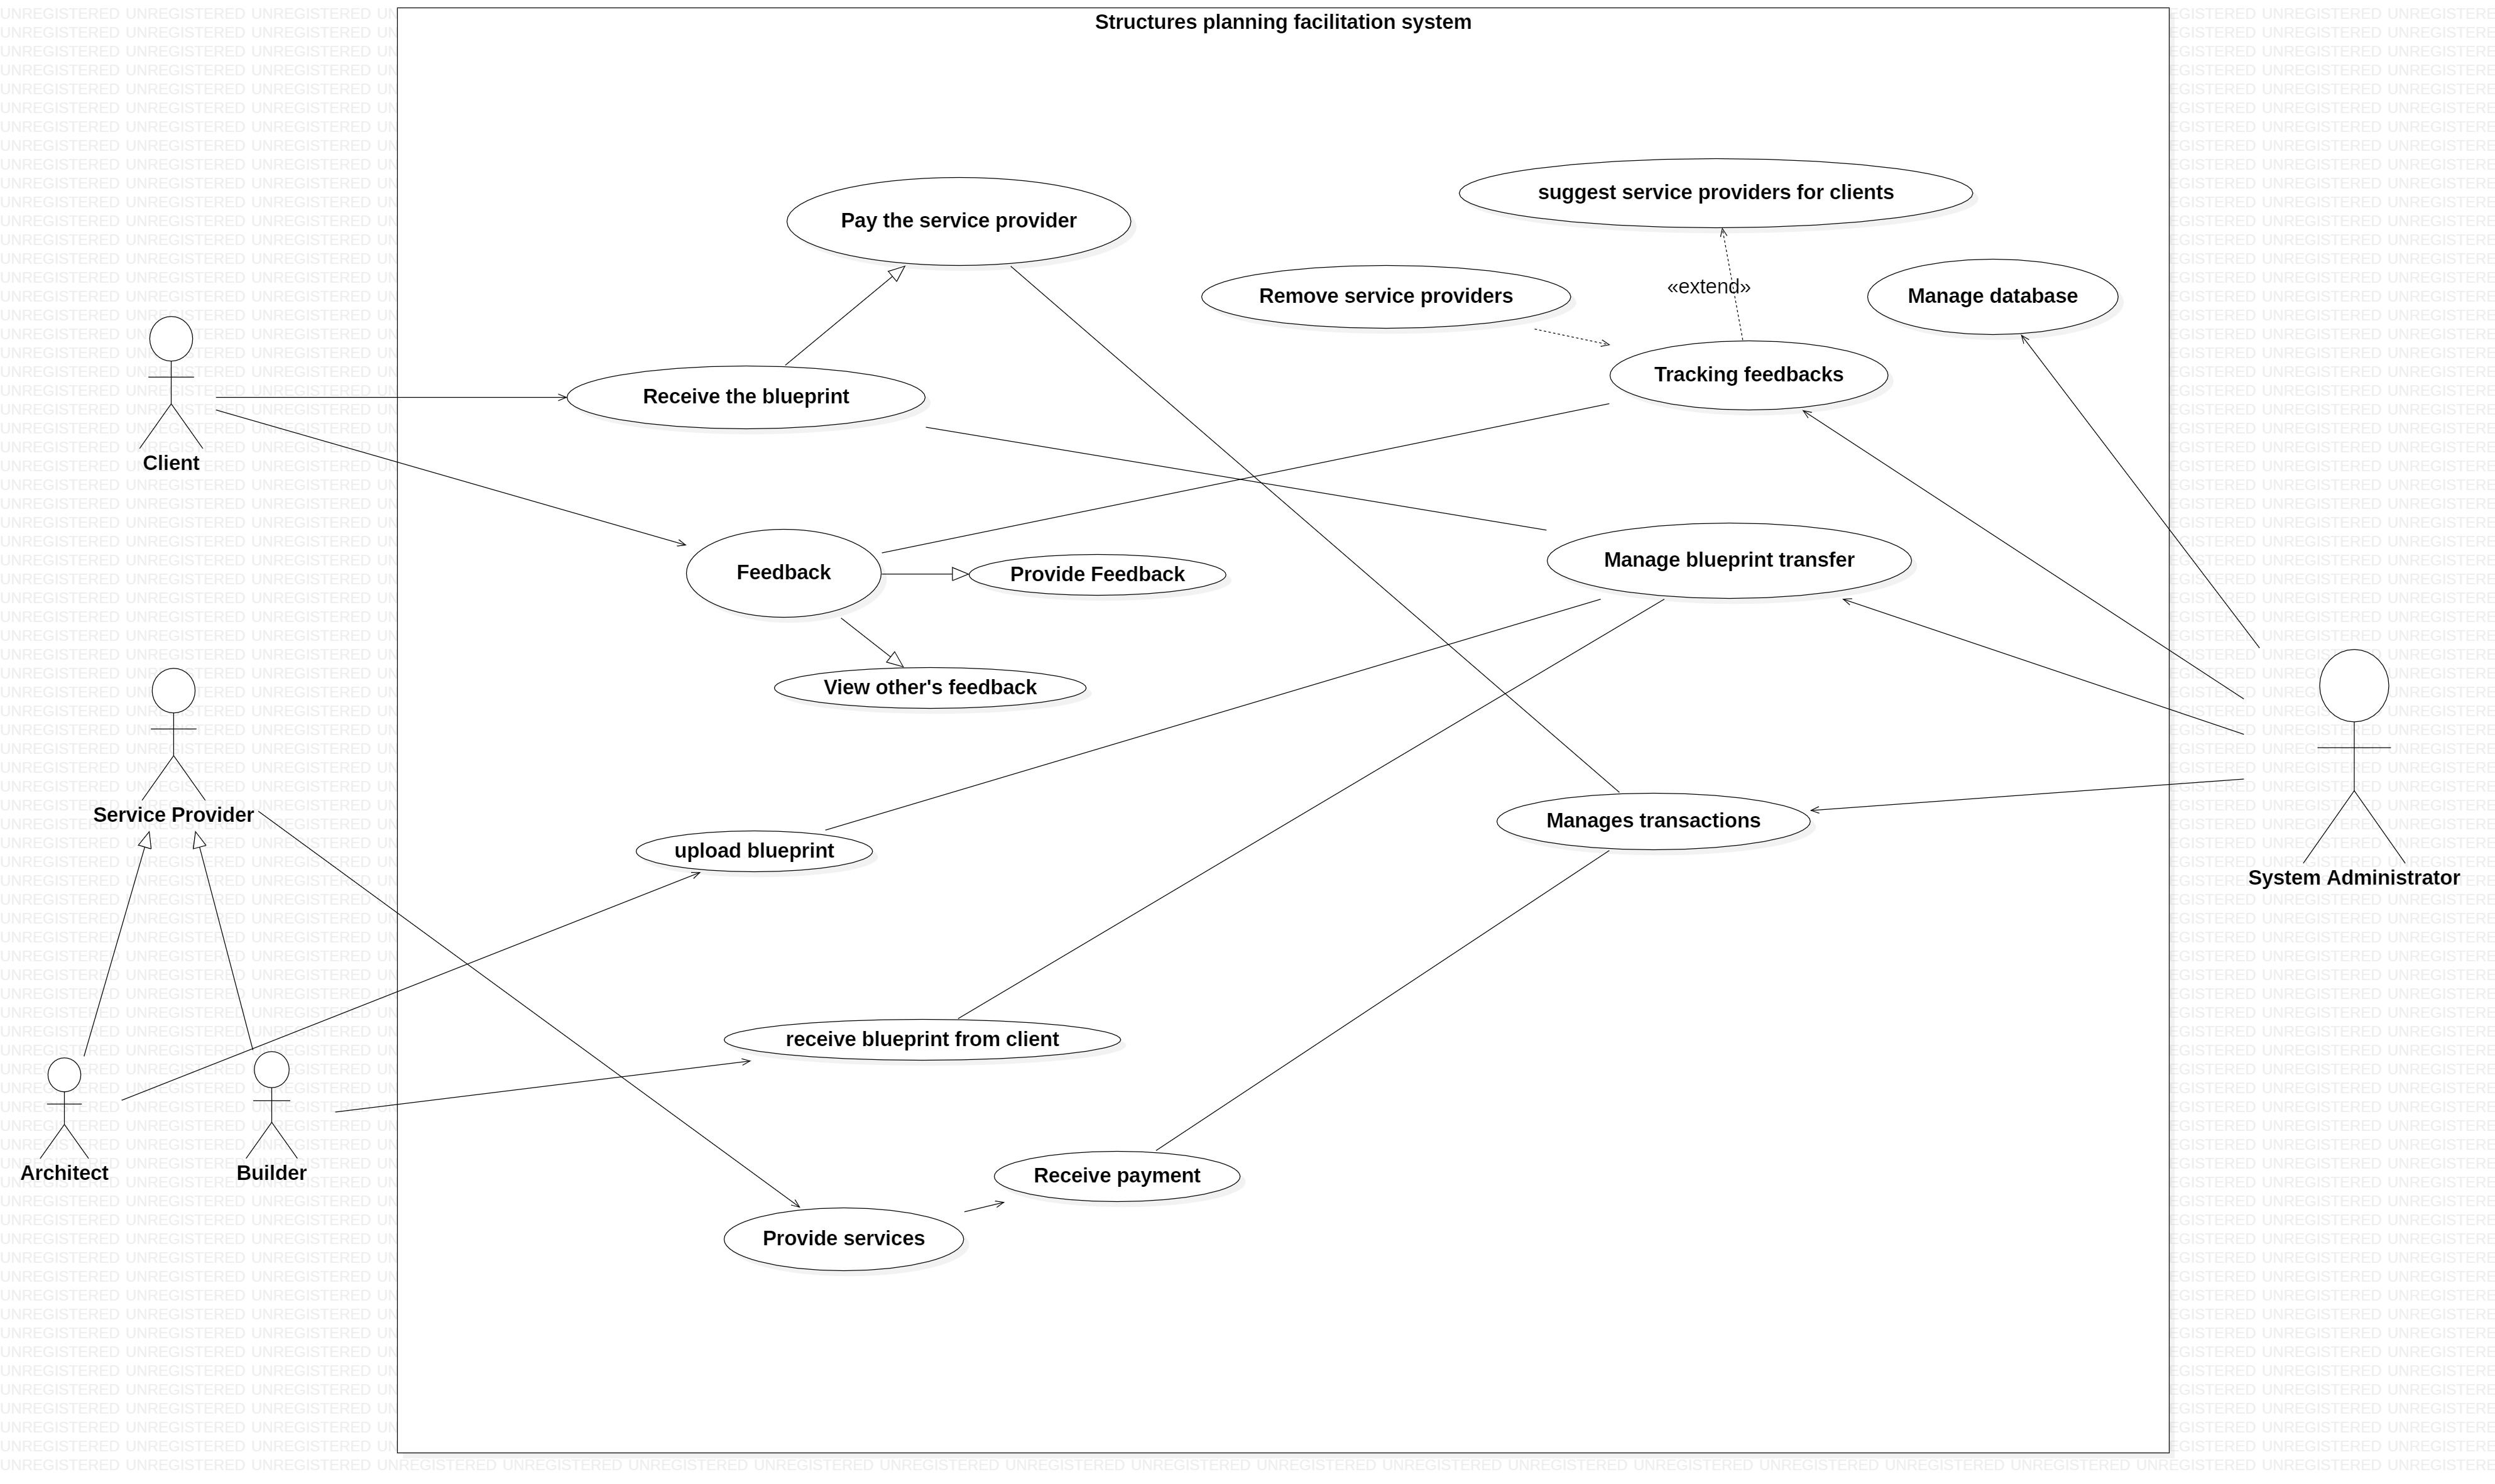 Structures planning facilitation system
suggest service providers for clients
Pay the service provider
Remove service providers
«extend»
Manage database
Tracking feedbacks
Receive the blueprint
Client
Feedback
Provide Feedback
Manage blueprint transfer
View other's feedback
Service Provider
upload blueprint
Manages transactions
System Administrator
receive blueprint from client
Architect
Builder
Receive payment
Provide services
UNREGISTERED